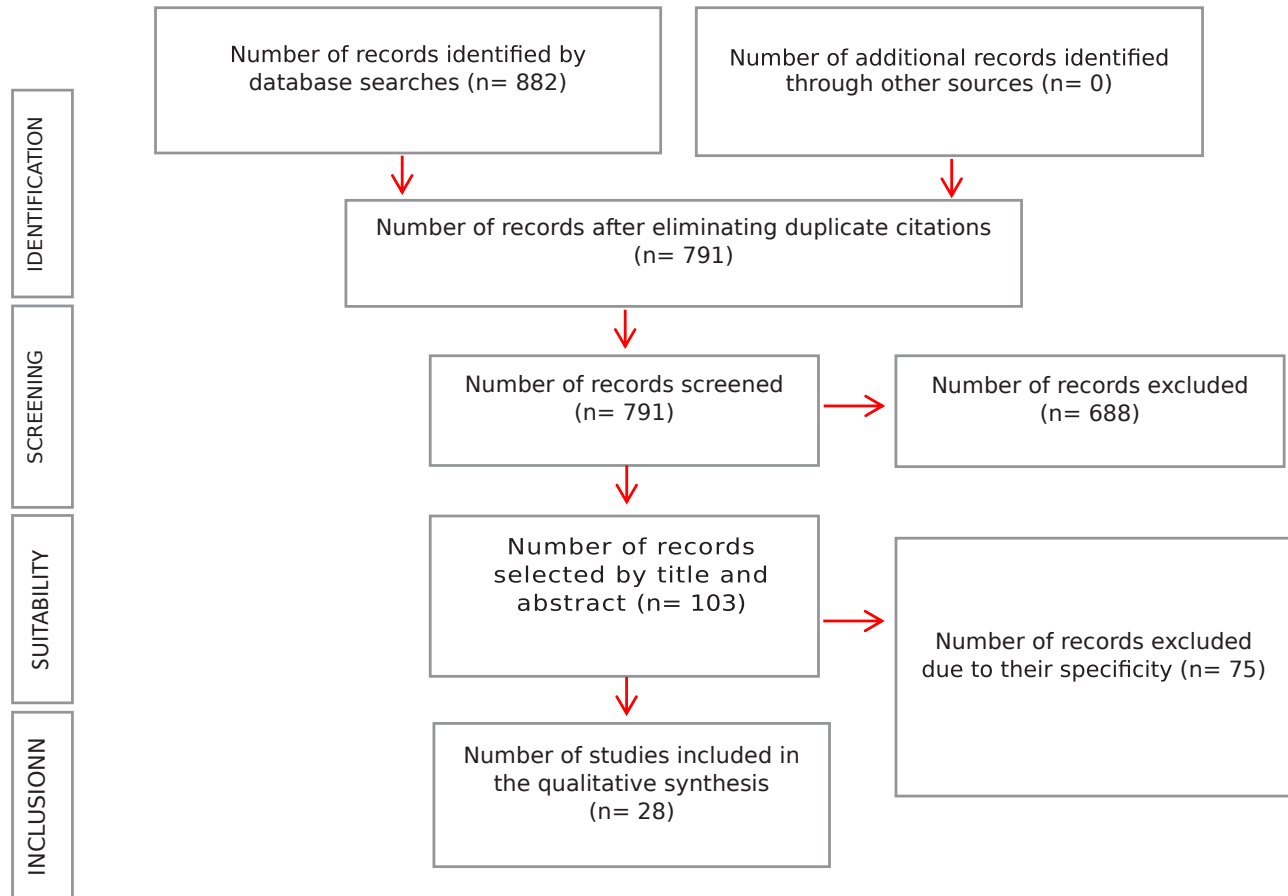 Number of records identified by
database searches (n= 882)
Number of additional records identified
through other sources (n= 0)
IDENTIFICATION
Number of records after eliminating duplicate citations
(n= 791)
SCREENING
Number of records screened
(n= 791)
Number of records excluded
(n= 688)
SUITABILITY
Number of records
selected by title and
abstract (n= 103)
Number of records excluded
due to their specificity (n= 75)
INCLUSIONN
Number of studies included in
the qualitative synthesis
(n= 28)